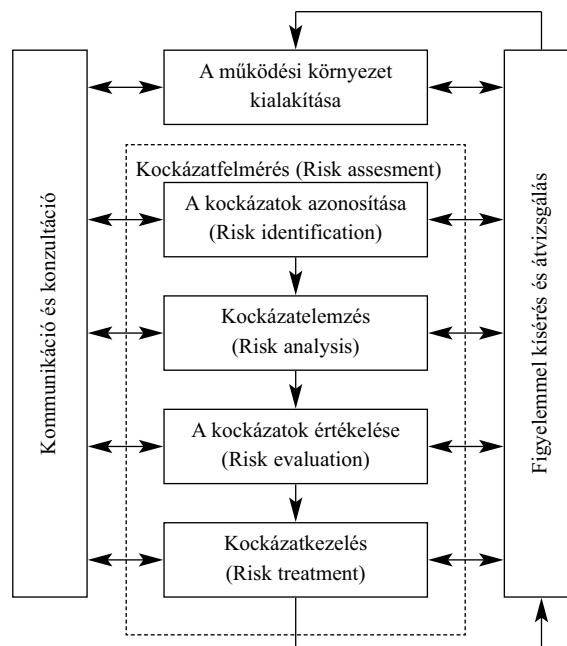 A működési környezet
kialakítása
Kockázatfelmérés (Risk assesment)
A kockázatok azonosítása
(Risk identification)
Kockázatelemzés
(Risk analysis)
A kockázatok értékelése
(Risk evaluation)
Kockázatkezelés
(Risk treatment)
Kommunikáció és konzultáció
Figyelemmel kísérés és átvizsgálás